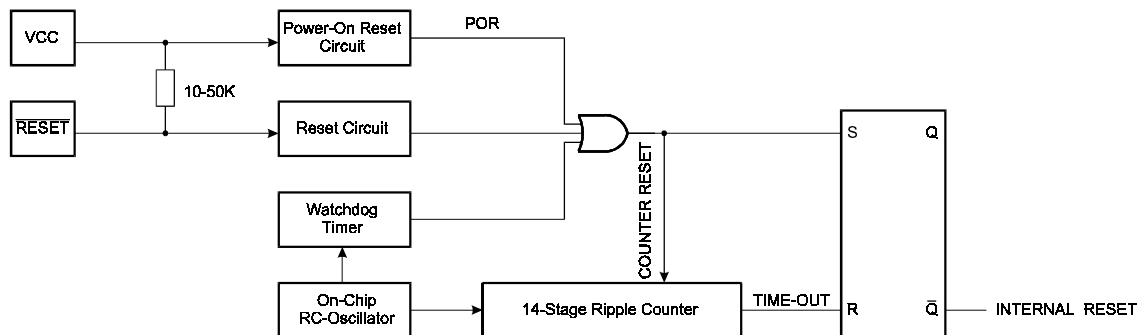 VCC
Power-On Reset
Circuit
POR
10-50K
RESET
Reset Circuit
S
Q
COUNTER RESET
Watchdog
Timer
On-Chip
RC-Oscillator
14-Stage Ripple Counter
TIME-OUT
R
Q̅
INTERNAL RESET